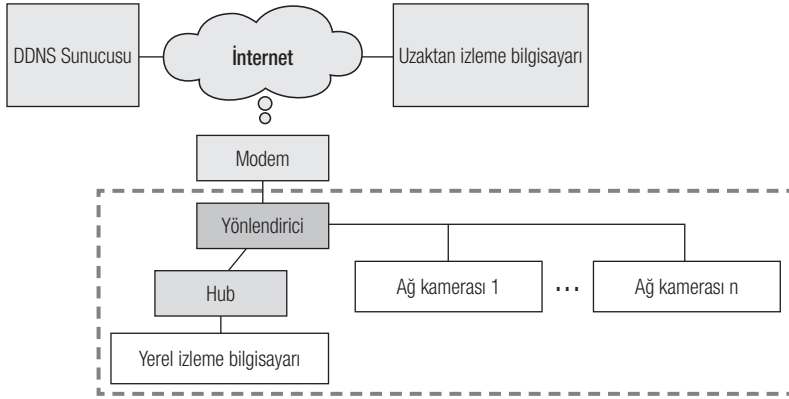 DDNS Sunucusu
İnternet
Uzaktan izleme bilgisayarı
Modem
Yönlendirici
Ağ kamerası 1
...
Ağ kamerası n
Hub
Yerel izleme bilgisayarı